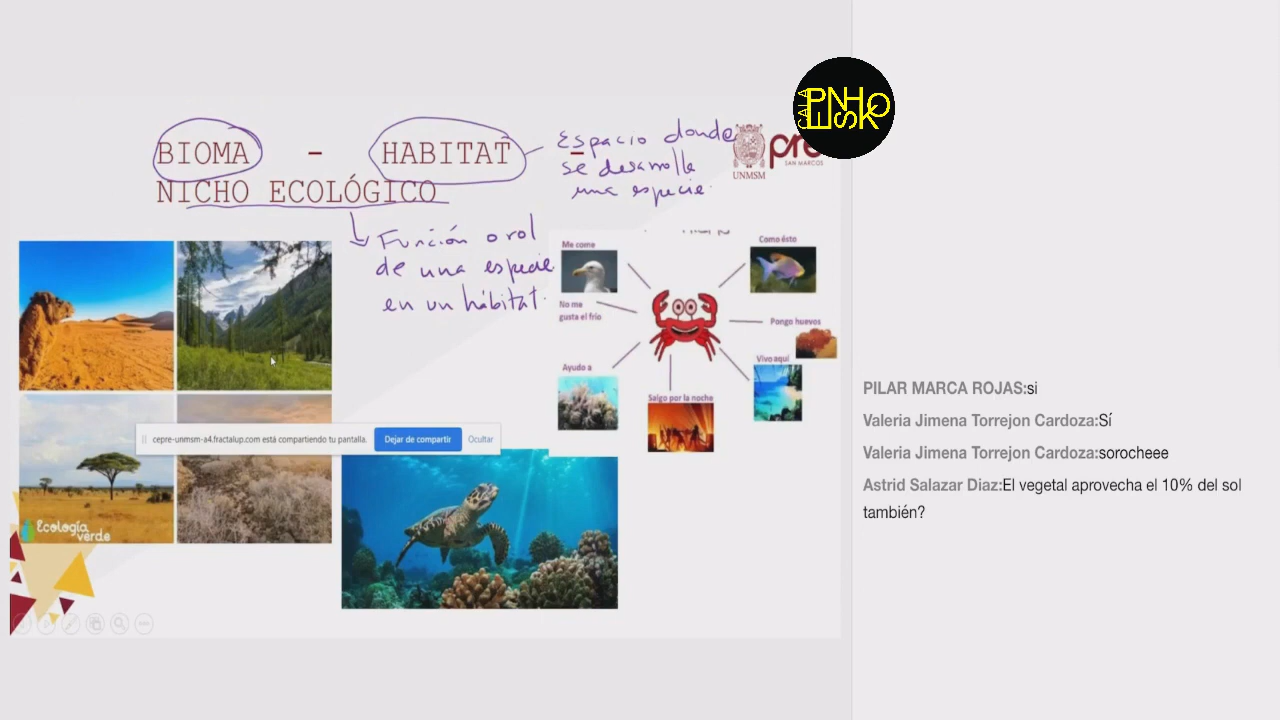 BIOMA - HABITAT
NICHO ECOLÓGICO
Espacio donde
se desarrolla
una especie.
Función o rol
de una especie
en un hábitat.
UNMSM
pre
SAN MARCOS
Me come
Como ésto
No me
gusta el frío
Pongo huevos
Ayudo a
Vivo aquí
Salgo por la noche
cepre-unmsm-a4.fractalup.com está compartiendo tu pantalla.
Dejar de compartir
Ocultar
Ecología
verde
PILAR MARCA ROJAS:si
Valeria Jimena Torrejon Cardoza:Sí
Valeria Jimena Torrejon Cardoza:sorocheee
Astrid Salazar Diaz:El vegetal aprovecha el 10% del sol
también?